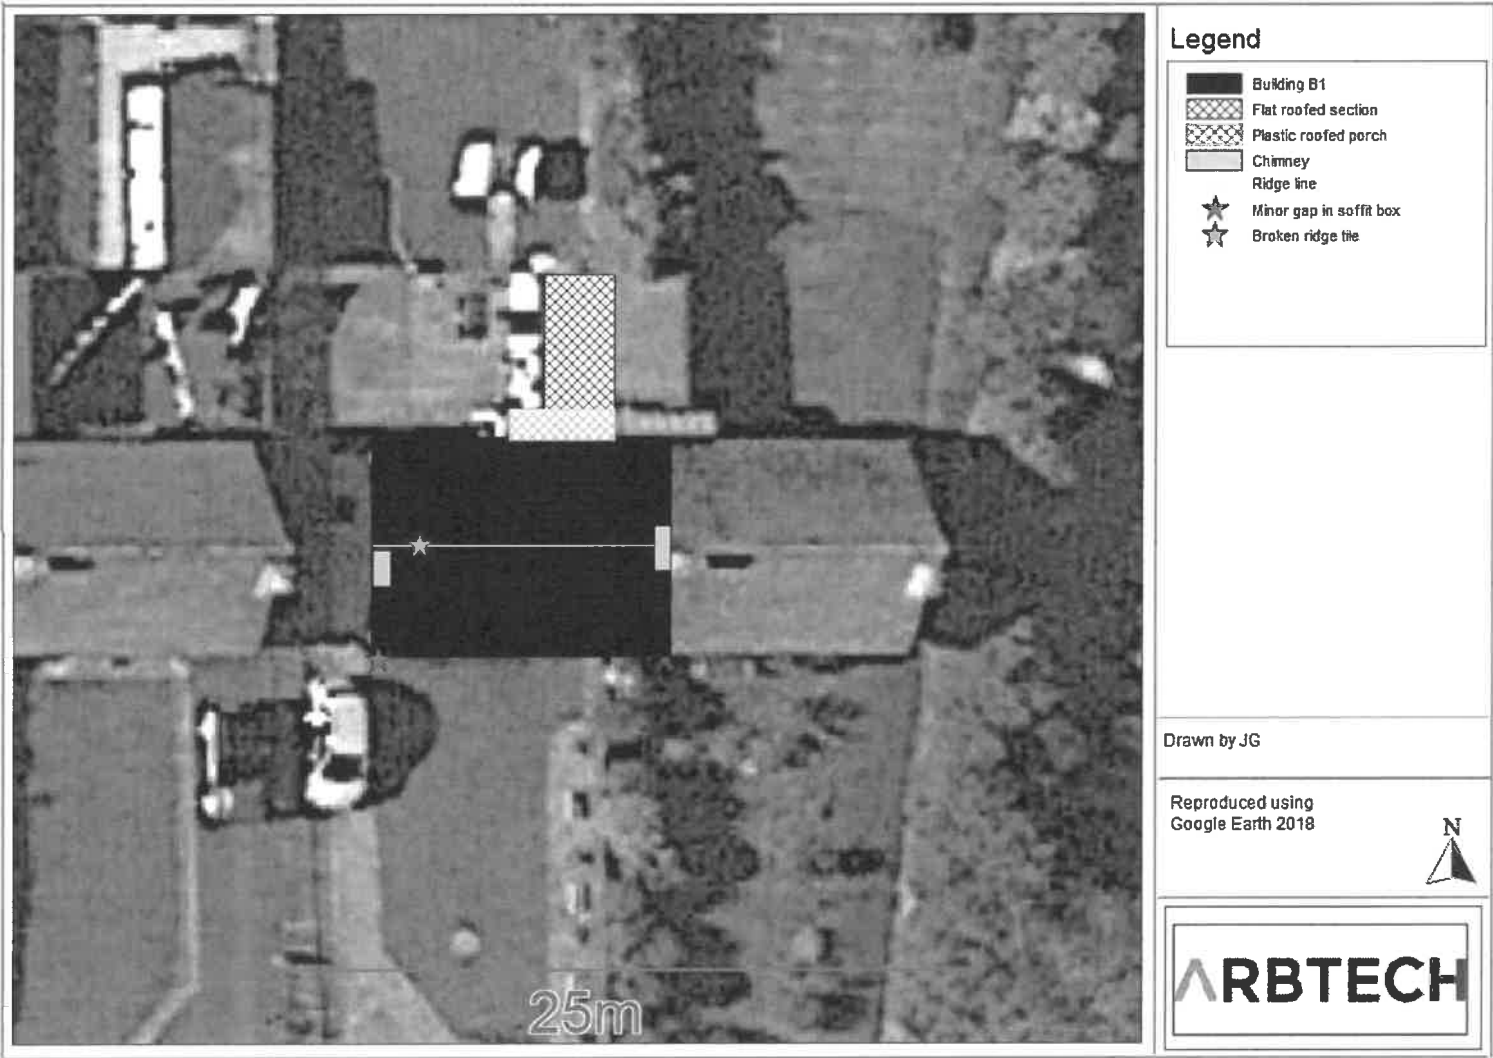 Legend
Building B1
Flat roofed section
Plastic roofed porch
Chimney
Ridge line
Minor gap in soffit box
Broken ridge tile
25m
Drawn by JG
Reproduced using
Google Earth 2018
N
ARBTECH